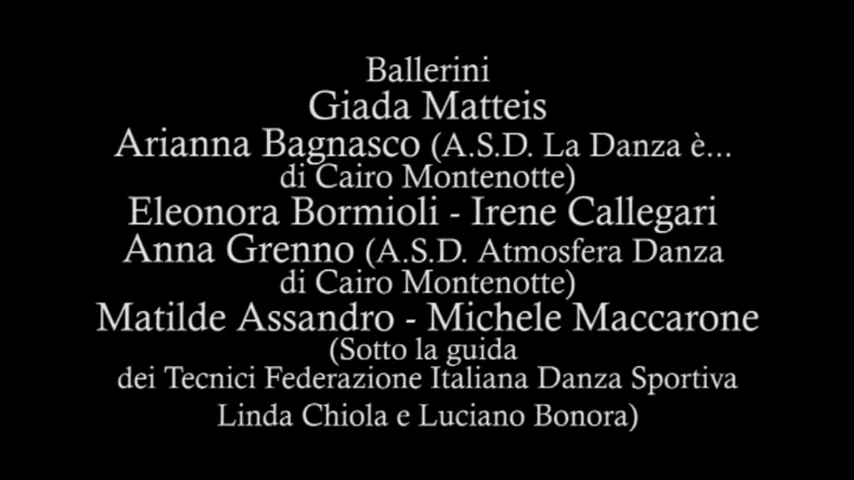 Ballerini
Giada Matteis
Arianna Bagnasco (A.S.D. La Danza è...
di Cairo Montenotte)
Eleonora Bormioli - Irene Callegari
Anna Grenno (A.S.D. Atmosfera Danza
di Cairo Montenotte)
Matilde Assandro - Michele Maccarone
(Sotto la guida
dei Tecnici Federazione Italiana Danza Sportiva
Linda Chiola e Luciano Bonora)